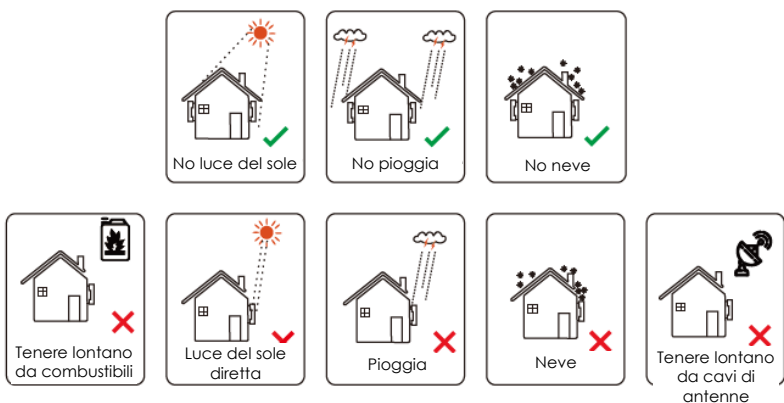 No luce del sole
No pioggia
No neve
Tenere lontano
da combustibili
Luce del sole
diretta
Pioggia
Neve
Tenere lontano
da cavi di
antenne